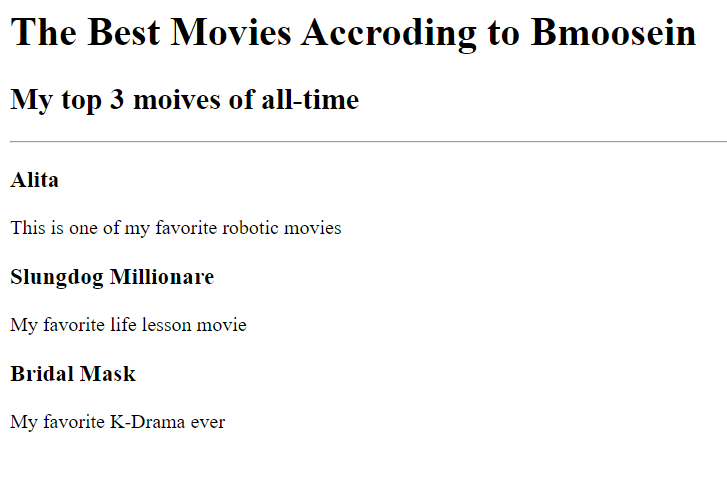 The Best Movies Accroding to Bmoosein
My top 3 moives of all-time
Alita
This is one of my favorite robotic movies
Slungdog Millionare
My favorite life lesson movie
Bridal Mask
My favorite K-Drama ever